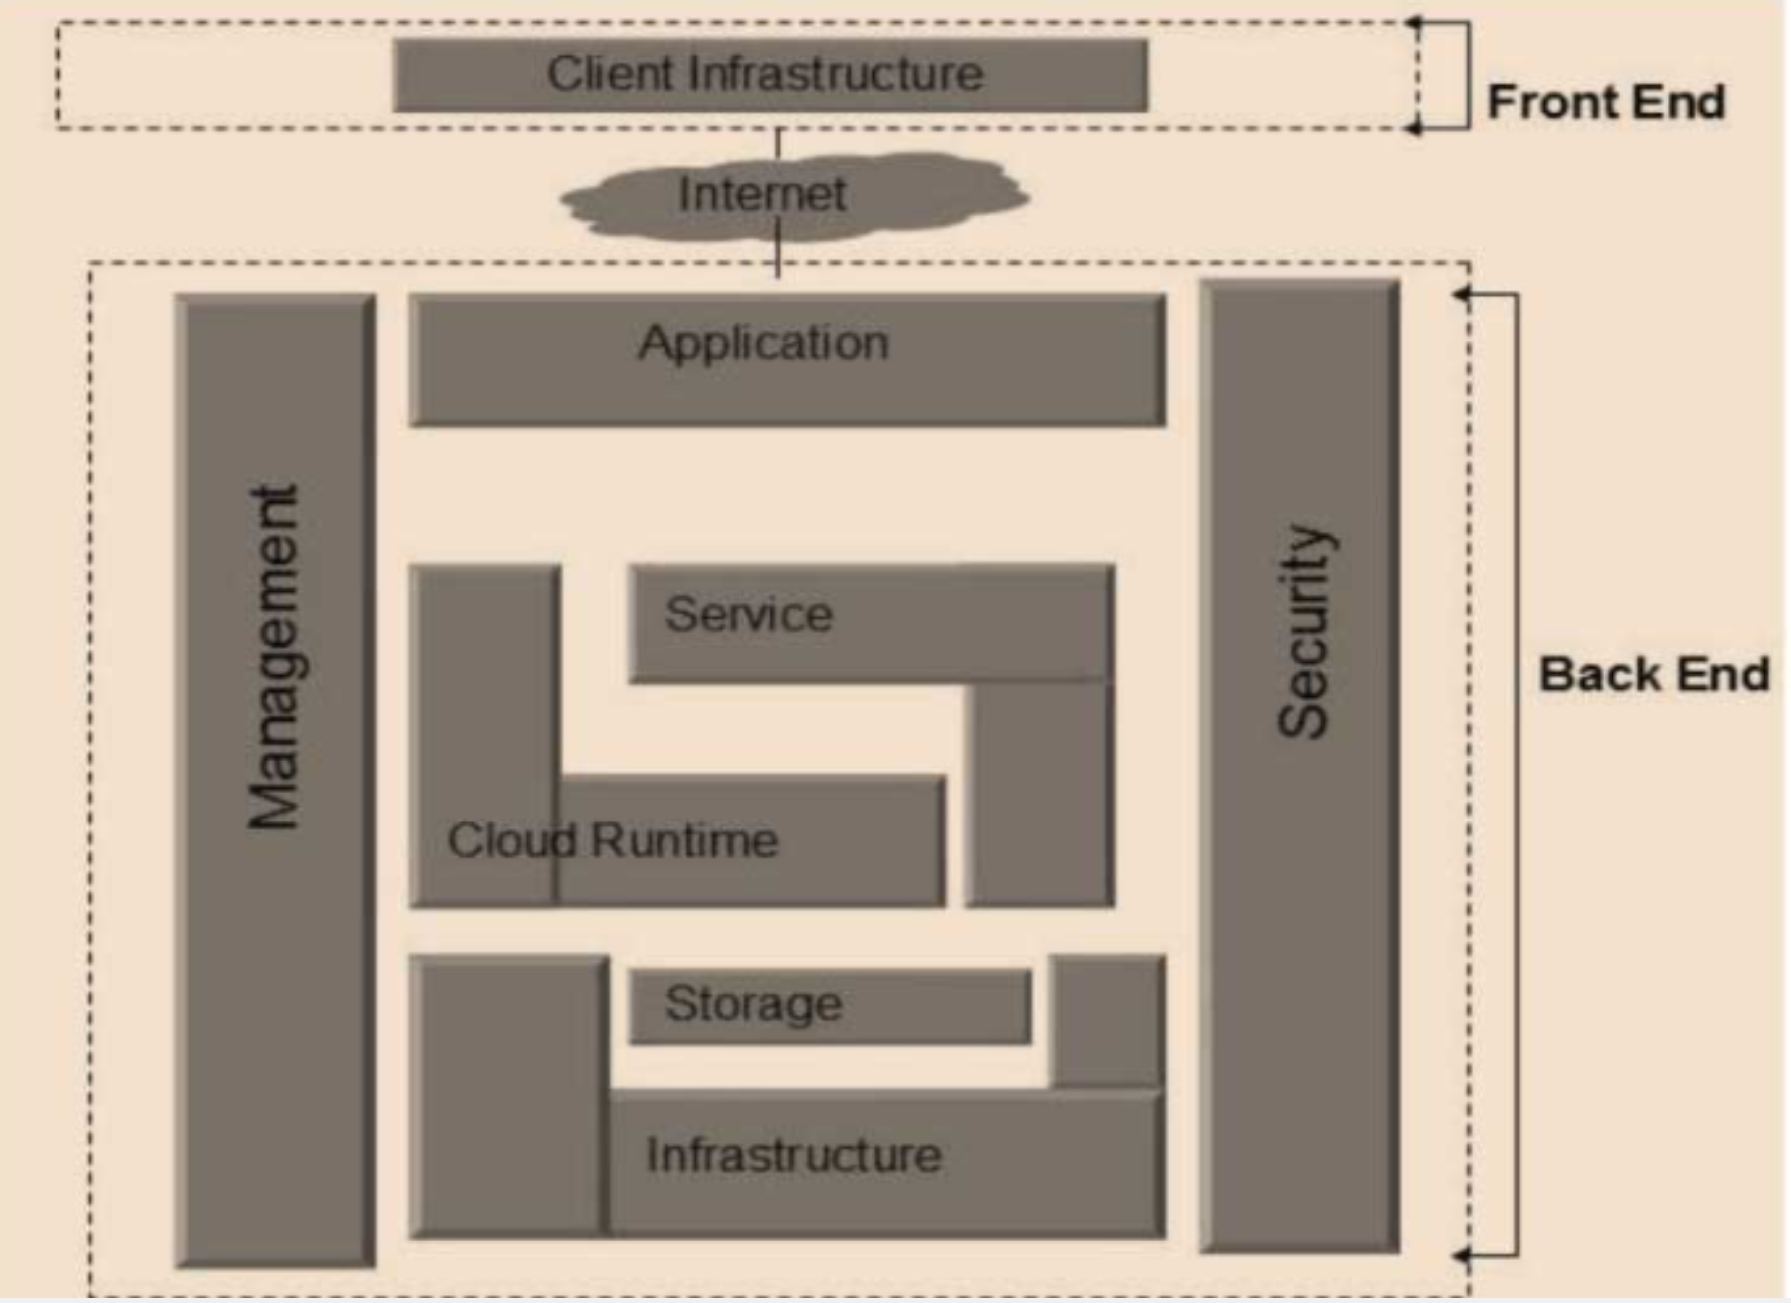 Client Infrastructure
Front End
Internet
Application
Management
Security
Service
Back End
Cloud Runtime
Storage
Infrastructure